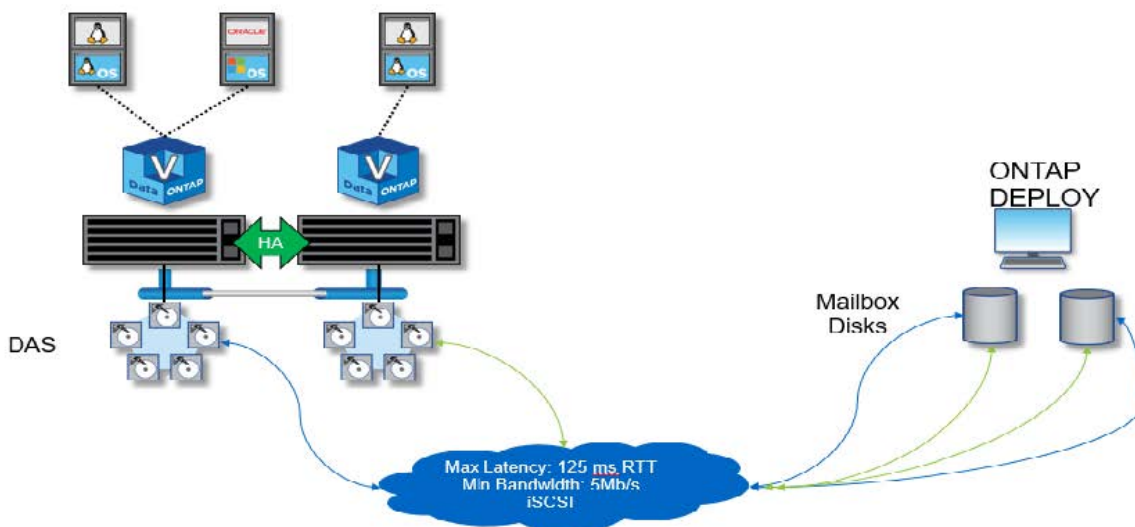 ORACLE
OS
OS
OS
V
Data ONTAP
V
Data ONTAP
HA
DAS
ONTAP
DEPLOY
Mailbox
Disks
Max Latency: 125 ms RTT
Min Bandwidth: 5Mb/s
iSCSI